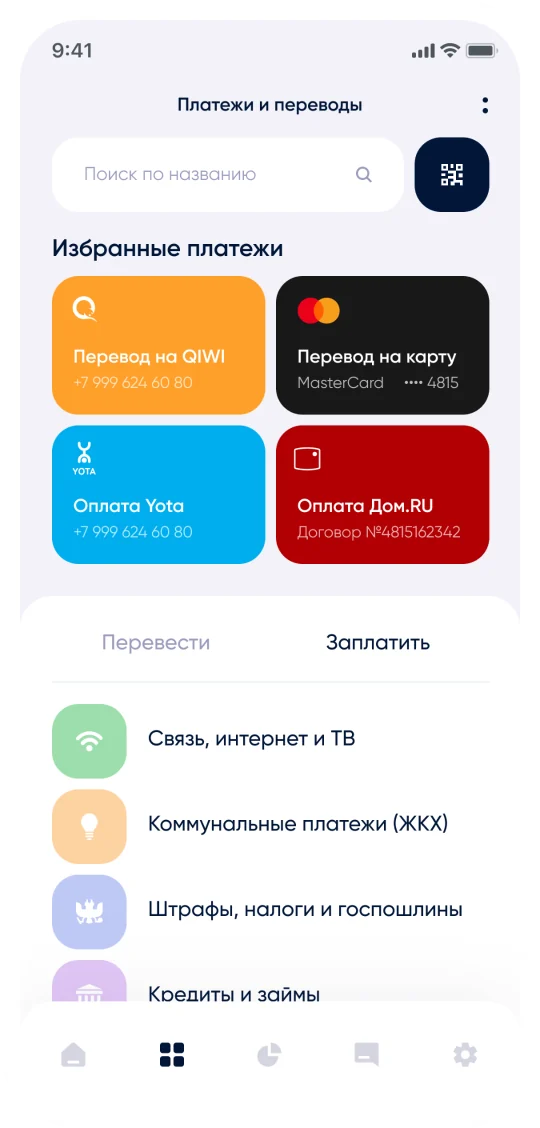 9:41
Платежи и переводы
Поиск по названию
Избранные платежи
Перевод на QIWI
+7 999 624 60 80
Перевод на карту
MasterCard •••• 4815
YOTA
Оплата Yota
+7 999 624 60 80
Оплата Дом.RU
Договор №4815162342
Перевести Заплатить
Связь, интернет и ТВ
Коммунальные платежи (ЖКХ)
Штрафы, налоги и госпошлины
Кредиты и займы